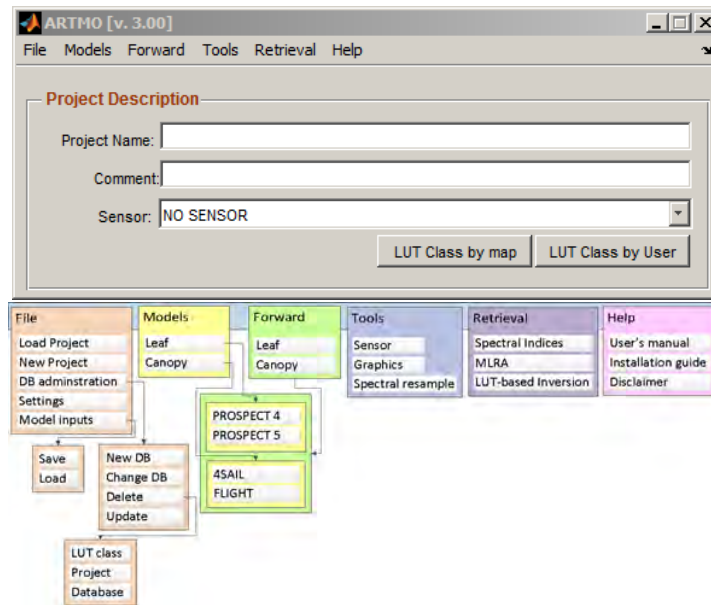 ARTMO [v. 3.00]
File Models Forward Tools Retrieval Help
Project Description
Project Name:
Comment:
Sensor: NO SENSOR
LUT Class by map LUT Class by User
File
Load Project
New Project
DB adminstration
Settings
Model inputs
Save
Load
New DB
Change DB
Delete
Update
LUT class
Project
Database
Models
Leaf
Canopy
Forward
Leaf
Canopy
PROSPECT 4
PROSPECT 5
4SAIL
FLIGHT
Tools
Sensor
Graphics
Spectral resample
Retrieval
Spectral Indices
MLRA
LUT-based Inversion
Help
User's manual
Installation guide
Disclaimer